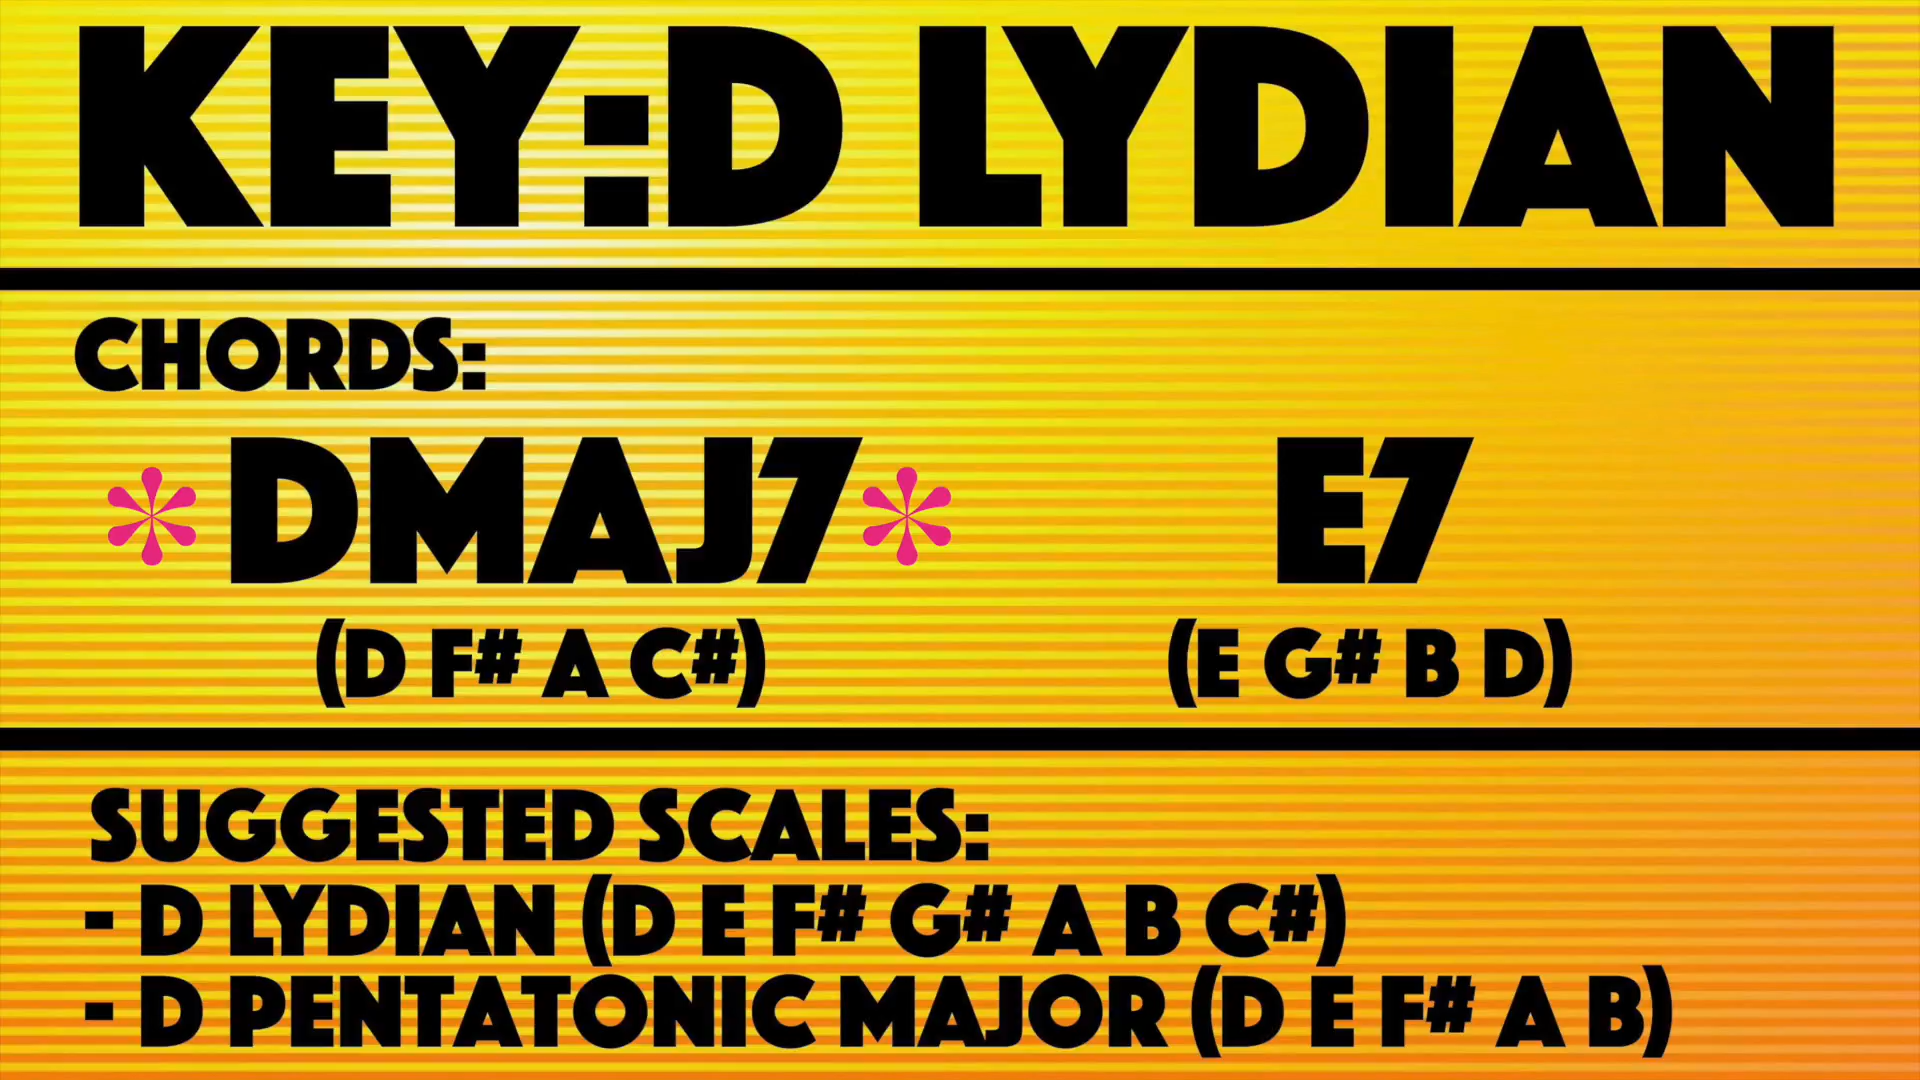 KEY:D LYDIAN
CHORDS:
*DMAJ7* E7
(D F# A C#) (E G# B D)
SUGGESTED SCALES:
- D LYDIAN (D E F# G# A B C#)
- D PENTATONIC MAJOR (D E F# A B)